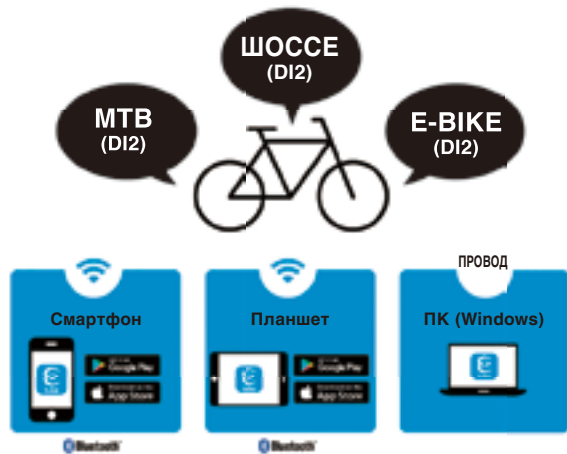 ШОССЕ
(DI2)
МТВ
(DI2)
E-BIKE
(DI2)
ПРОВОД
Смартфон
Планшет
ПК (Windows)
Google Play
App Store
Google Play
App Store
Bluetooth
Bluetooth